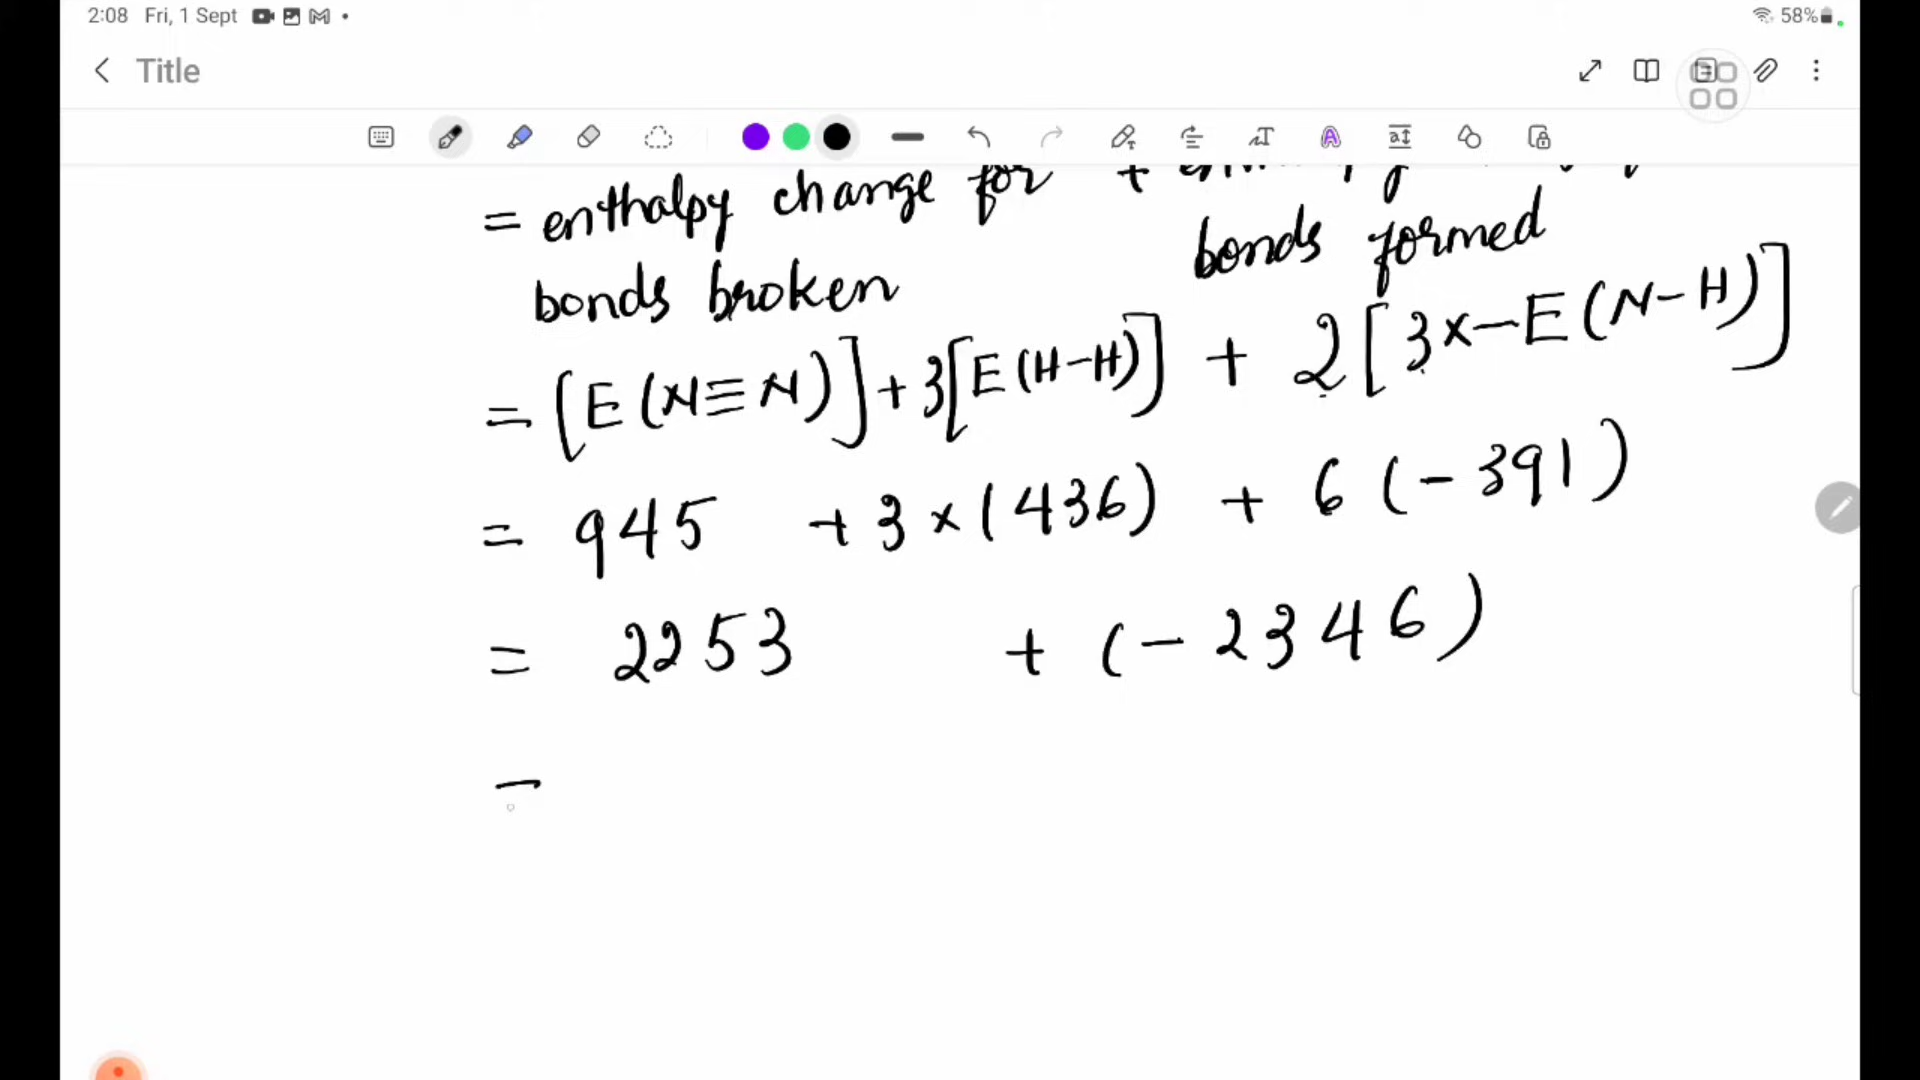 2:08 Fri, 1 Sept 58%
Title
= enthalpy change for +
bonds broken bonds formed
= [E(N≡N)] + 3[E(H-H)] + 2[3x-E(N-H)]
= 945 + 3×(436) + 6(-391)
= 2253 + (-2346)